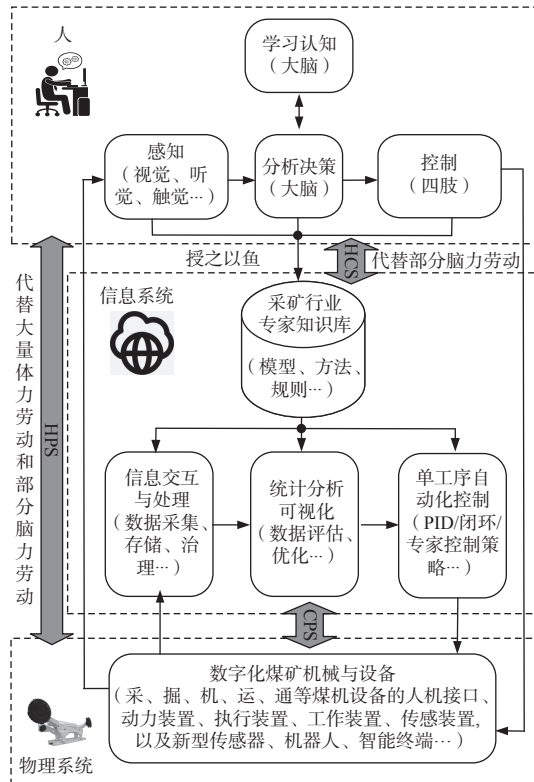 人
学习认知
（大脑）
感知
（视觉、听
觉、触觉…）
分析决策
（大脑）
控制
（四肢）
授之以鱼
HCS
代替部分脑力劳动
代替大量体力劳动和部分脑力劳动
HPS
信息系统
采矿行业
专家知识库
（模型、方法、
规则…）
信息交互
与处理
（数据采集、
存储、治
理…）
统计分析
可视化
（数据评估、
优化…）
单工序自
动化控制
（PID/闭环/
专家控制策
略…）
CPS
数字化煤矿机械与设备
（采、掘、机、运、通等煤机设备的人机接口、
动力装置、执行装置、工作装置、传感装置,
以及新型传感器、机器人、智能终端…）
物理系统